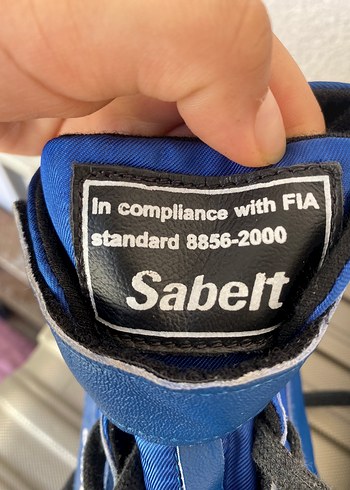 In compliance with FIA
standard 8856-2000
Sabelt